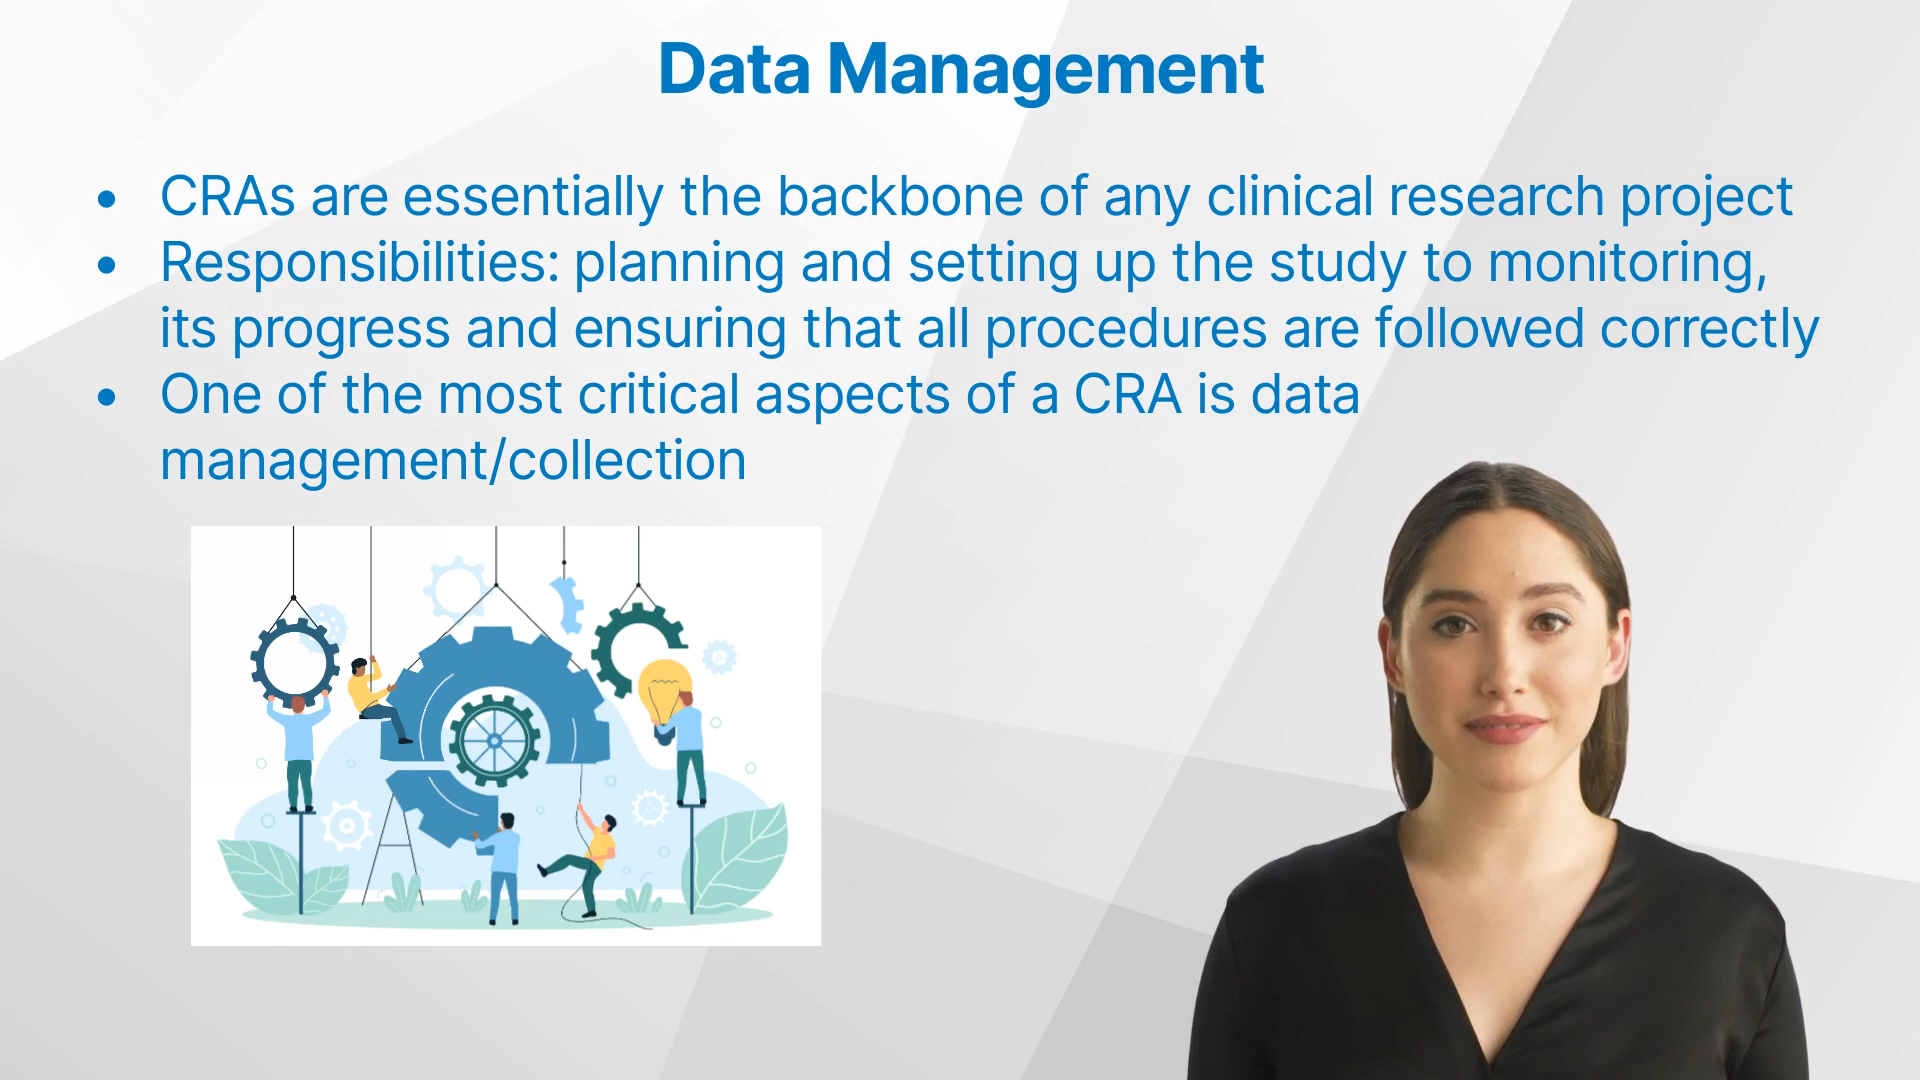 Data Management
• CRAs are essentially the backbone of any clinical research project
• Responsibilities: planning and setting up the study to monitoring,
its progress and ensuring that all procedures are followed correctly
• One of the most critical aspects of a CRA is data
management/collection